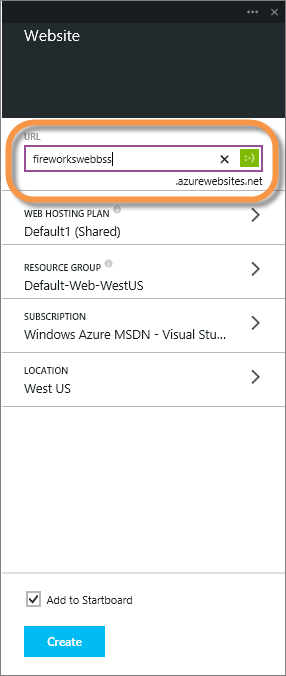 Website
URL
fireworkswebbss
:-)
.azurewebsites.net
WEB HOSTING PLAN
Default1 (Shared)
RESOURCE GROUP
Default-Web-WestUS
SUBSCRIPTION
Windows Azure MSDN - Visual Stu...
LOCATION
West US
Add to Startboard
Create